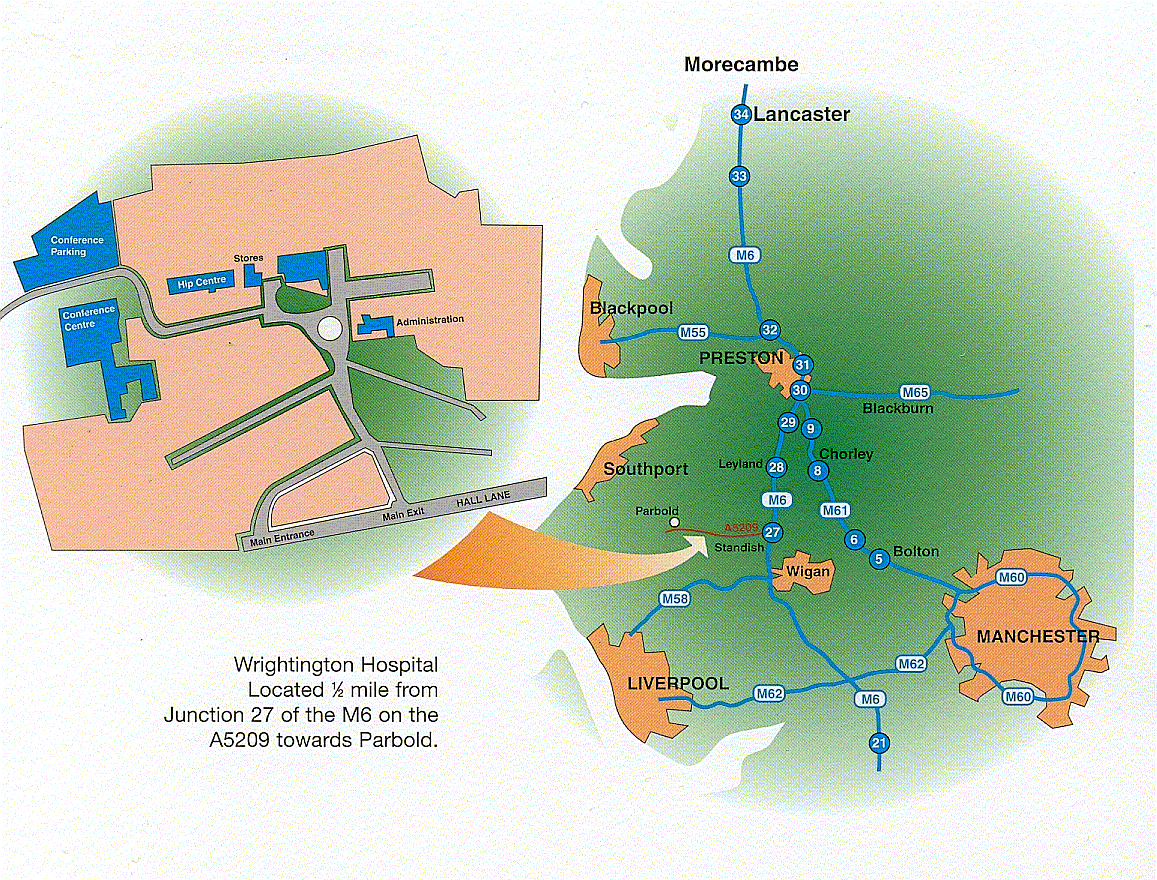 Morecambe
34
Lancaster
33
M6
Blackpool
M55
32
PRESTON
31
30
M65
Blackburn
29
9
Chorley
Southport
Leyland
28
8
M6
M61
Parbold
A5209
27
Standish
6
5
Bolton
Wigan
M60
M58
MANCHESTER
M62
LIVERPOOL
M62
M6
M60
21
Conference
Parking
Stores
Hip Centre
Conference
Centre
Administration
HALL LANE
Main Exit
Main Entrance
Wrightington Hospital
Located ½ mile from
Junction 27 of the M6 on the
A5209 towards Parbold.